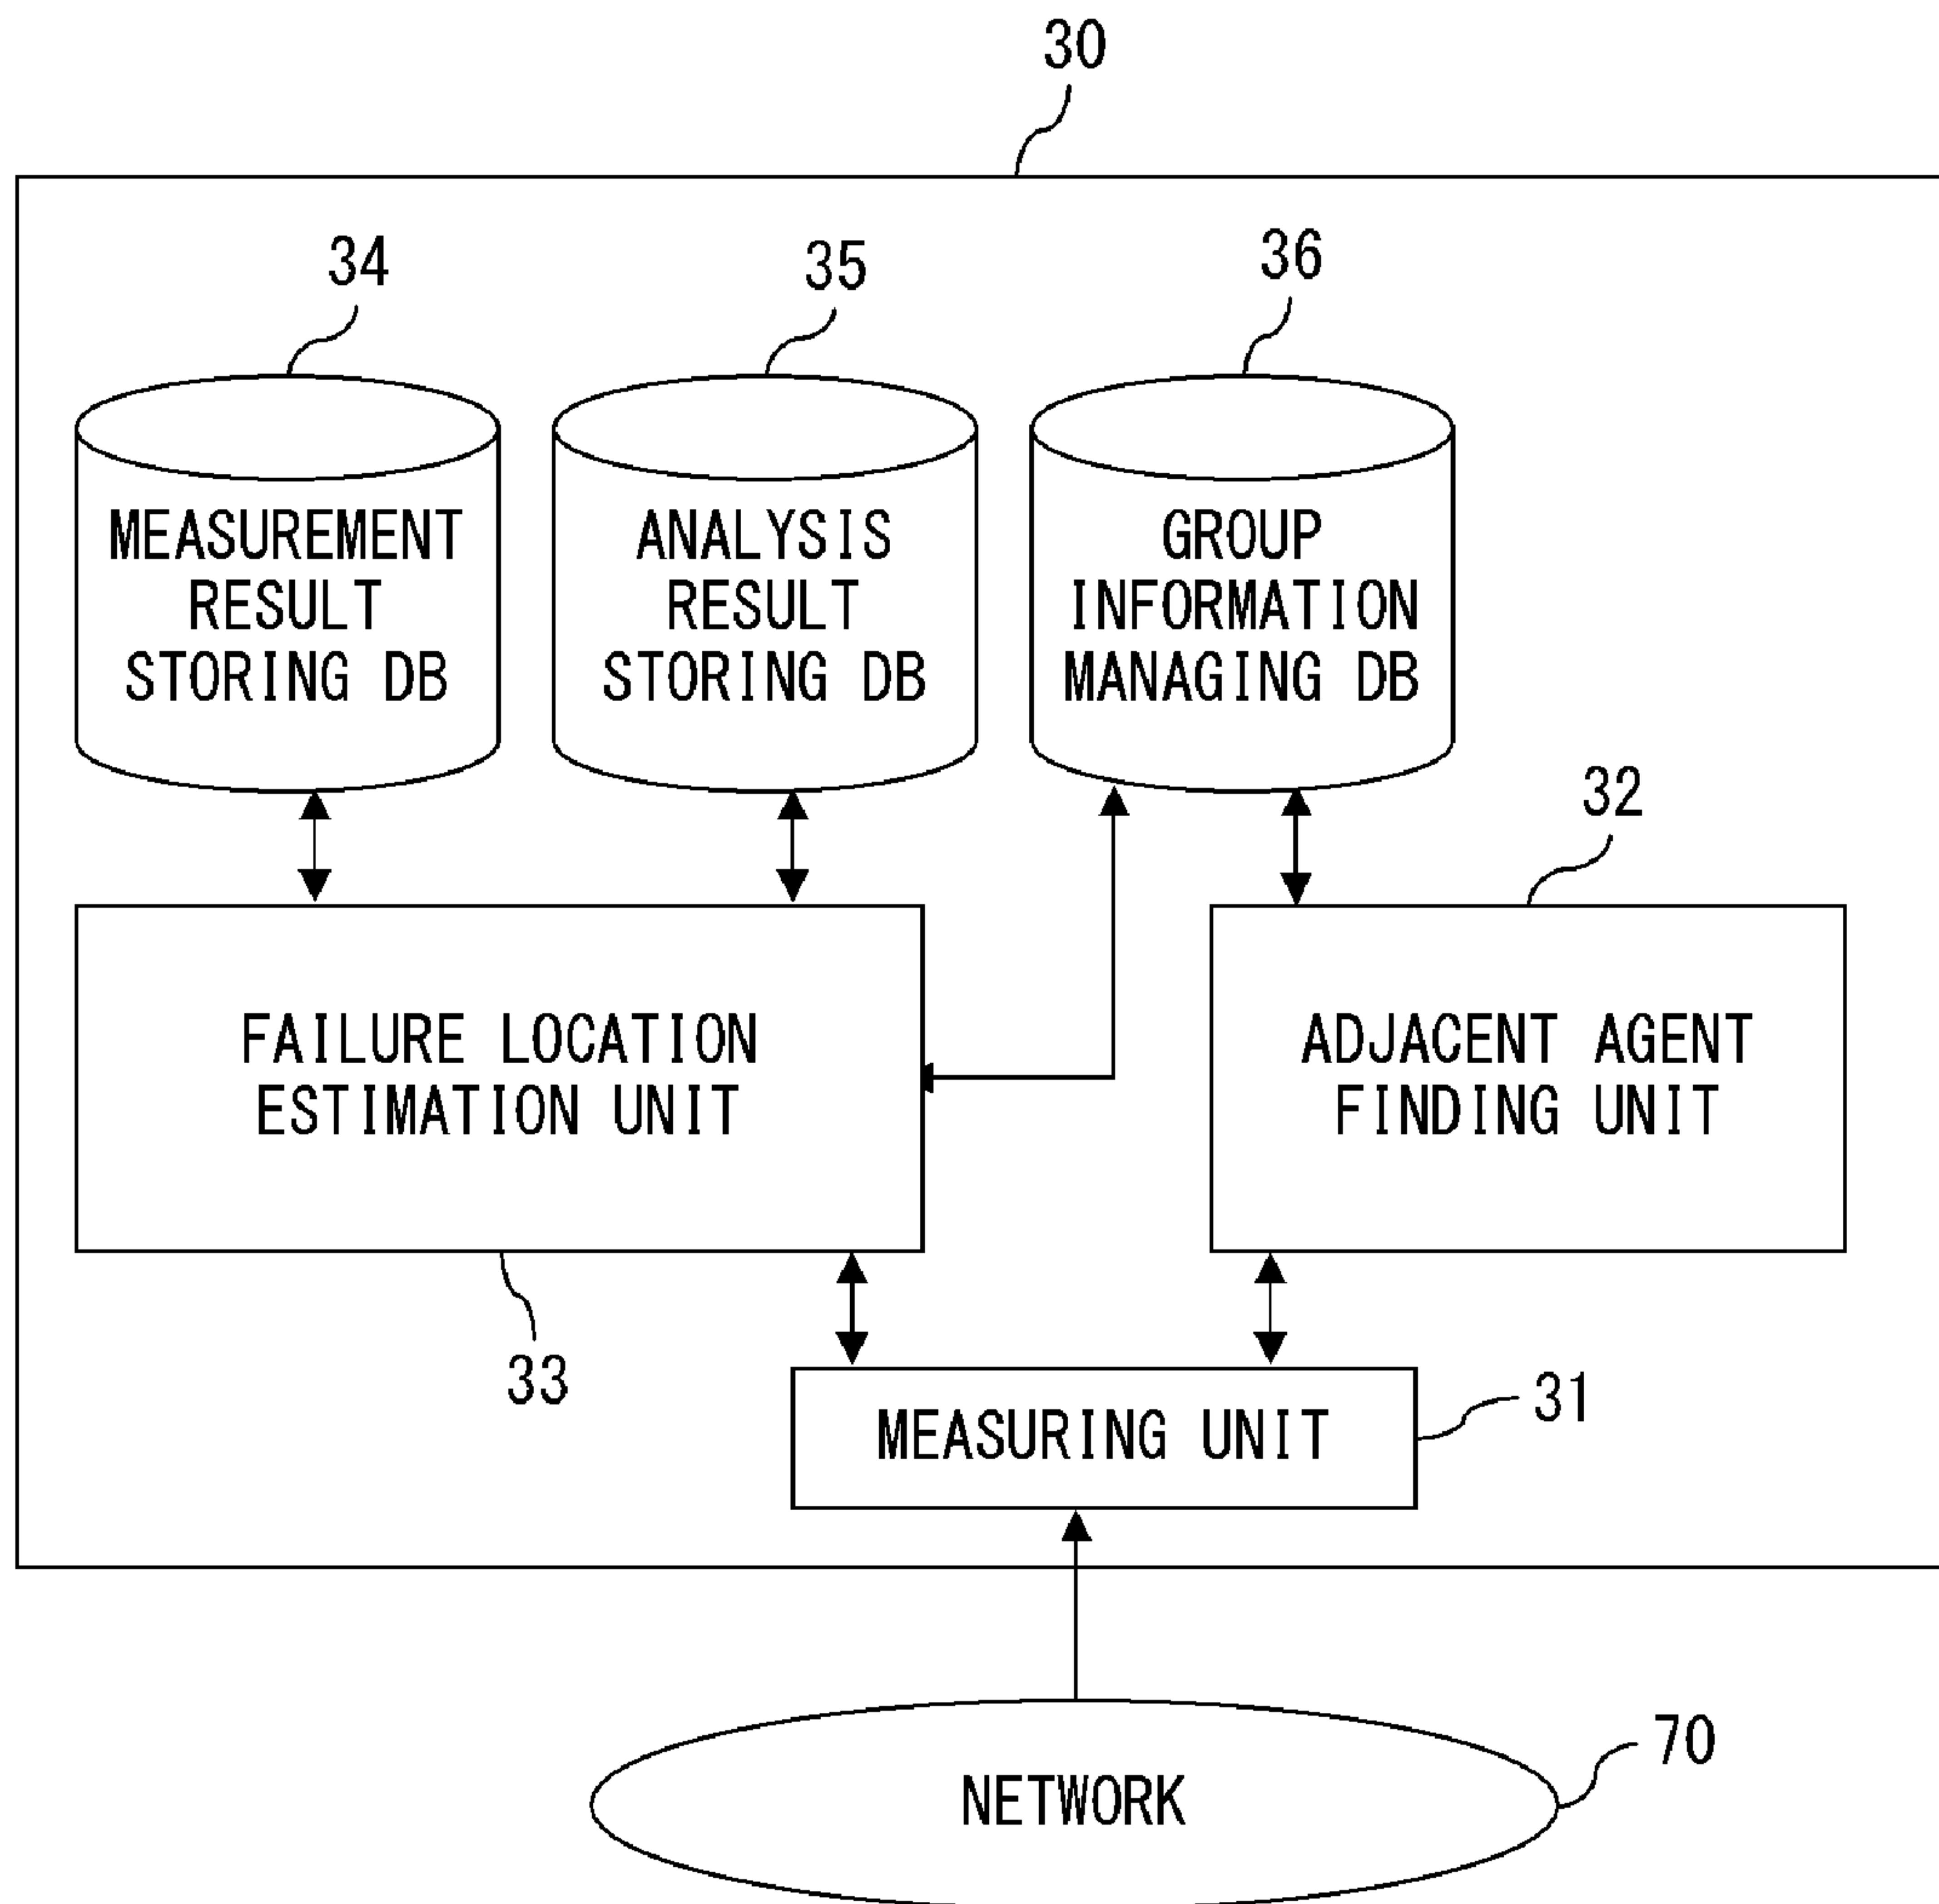 30
34
35
36
MEASUREMENT
RESULT
STORING DB
ANALYSIS
RESULT
STORING DB
GROUP
INFORMATION
MANAGING DB
32
FAILURE LOCATION
ESTIMATION UNIT
ADJACENT AGENT
FINDING UNIT
33
MEASURING UNIT
31
NETWORK
70